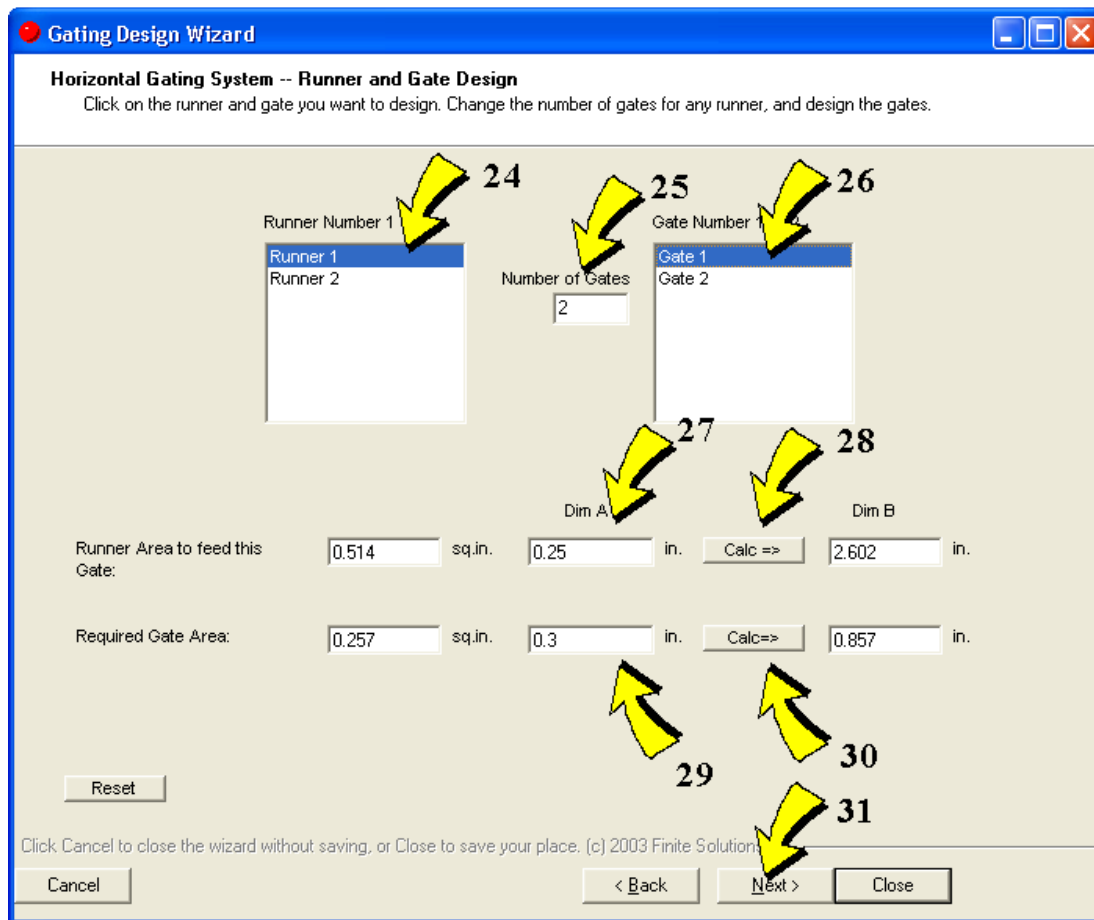 Gating Design Wizard
Horizontal Gating System -- Runner and Gate Design
Click on the runner and gate you want to design. Change the number of gates for any runner, and design the gates.
24
25
26
Runner Number 1
Gate Number 1
Runner 1
Runner 2
Number of Gates
2
Gate 1
Gate 2
27
28
Dim A
Dim B
Runner Area to feed this
Gate:
0.514 sq.in. 0.25 in. Calc => 2.602 in.
Required Gate Area: 0.257 sq.in. 0.3 in. Calc=> 0.857 in.
29
30
Reset
31
Click Cancel to close the wizard without saving, or Close to save your place. (c) 2003 Finite Solution
Cancel < Back Next > Close